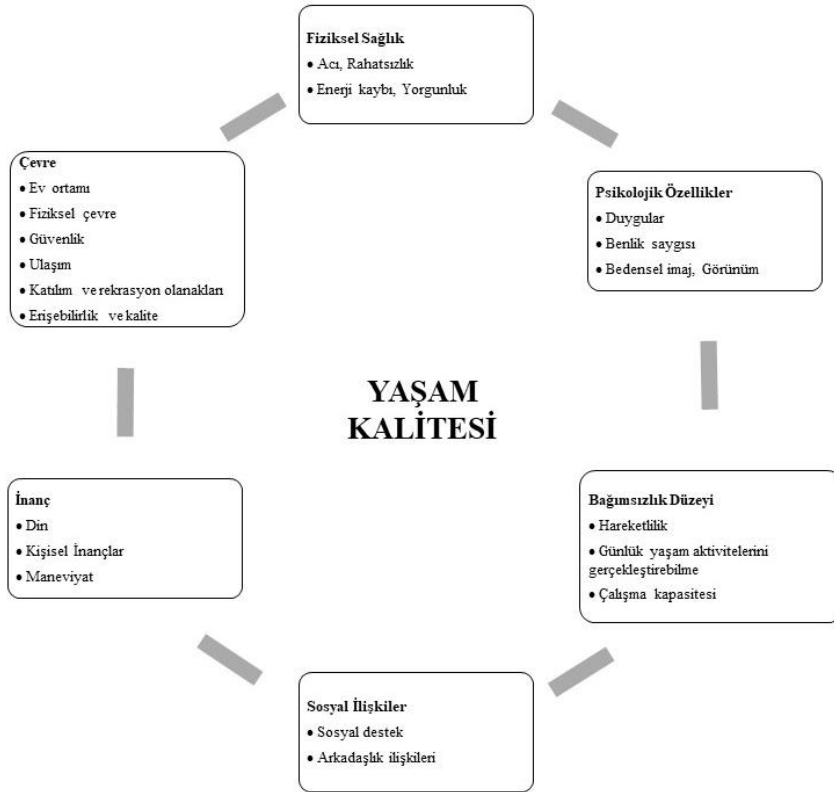 Fiziksel Sağlık
• Acı, Rahatsızlık
• Enerji kaybı, Yorgunluk
Çevre
• Ev ortamı
• Fiziksel çevre
• Güvenlik
• Ulaşım
• Katılım ve rekrasyon olanakları
• Erişebilirlik ve kalite
Psikolojik Özellikler
• Duygular
• Benlik saygısı
• Bedensel imaj, Görünüm
YAŞAM
KALİTESİ
İnanç
• Din
• Kişisel İnançlar
• Maneviyat
Bağımsızlık Düzeyi
• Hareketlilik
• Günlük yaşam aktivitelerini
gerçekleştirebilme
• Çalışma kapasitesi
Sosyal İlişkiler
• Sosyal destek
• Arkadaşlık ilişkileri